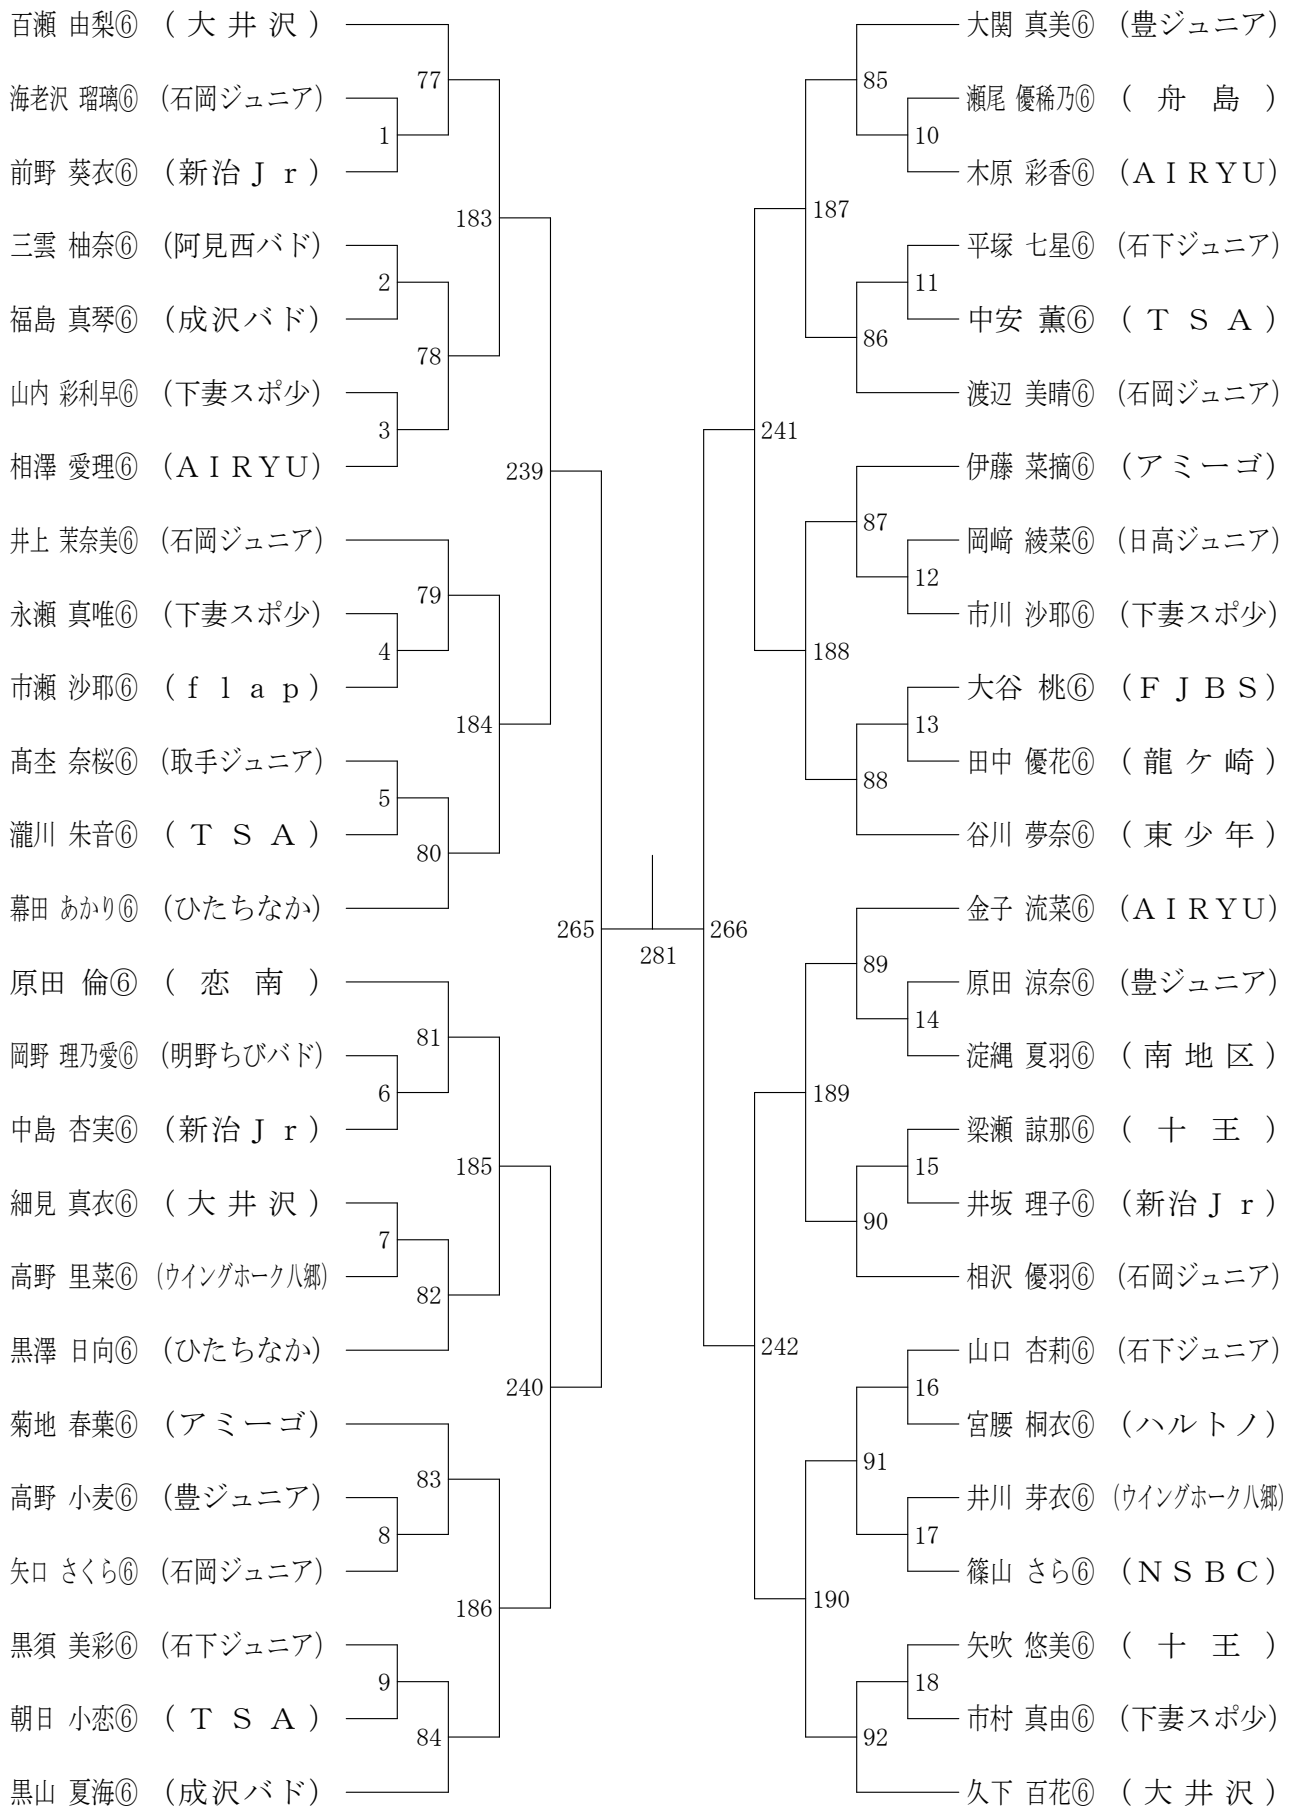 百瀬 由梨⑥ (大井沢)
77
海老沢 瑠璃⑥ (石岡ジュニア)
1
前野 葵衣⑥ (新治Jr)
183
三雲 柚奈⑥ (阿見西バド)
2
福島 真琴⑥ (成沢バド)
78
山内 彩利早⑥ (下妻スポ少)
3
相澤 愛理⑥ (AIRYU)
239
井上 茉奈美⑥ (石岡ジュニア)
79
永瀬 真唯⑥ (下妻スポ少)
4
市瀬 沙耶⑥ (flap)
184
髙杢 奈桜⑥ (取手ジュニア)
5
瀧川 朱音⑥ (TSA)
80
幕田 あかり⑥ (ひたちなか)
265
原田 倫⑥ (恋南)
81
岡野 理乃愛⑥ (明野ちびバド)
6
中島 杏実⑥ (新治Jr)
185
細見 真衣⑥ (大井沢)
7
高野 里菜⑥ (ウイングホーク八郷)
82
黒澤 日向⑥ (ひたちなか)
240
菊地 春葉⑥ (アミーゴ)
83
高野 小麦⑥ (豊ジュニア)
8
矢口 さくら⑥ (石岡ジュニア)
186
黒須 美彩⑥ (石下ジュニア)
9
朝日 小恋⑥ (TSA)
84
黒山 夏海⑥ (成沢バド)
281
大関 真美⑥ (豊ジュニア)
85
瀬尾 優稀乃⑥ (舟島)
10
木原 彩香⑥ (AIRYU)
187
平塚 七星⑥ (石下ジュニア)
11
中安 薫⑥ (TSA)
86
渡辺 美晴⑥ (石岡ジュニア)
241
伊藤 菜摘⑥ (アミーゴ)
87
岡﨑 綾菜⑥ (日高ジュニア)
12
市川 沙耶⑥ (下妻スポ少)
188
大谷 桃⑥ (FJBS)
13
田中 優花⑥ (龍ケ崎)
88
谷川 夢奈⑥ (東少年)
266
金子 流菜⑥ (AIRYU)
89
原田 涼奈⑥ (豊ジュニア)
14
淀縄 夏羽⑥ (南地区)
189
梁瀬 諒那⑥ (十王)
15
井坂 理子⑥ (新治Jr)
90
相沢 優羽⑥ (石岡ジュニア)
242
山口 杏莉⑥ (石下ジュニア)
16
宮腰 桐衣⑥ (ハルトノ)
91
井川 芽衣⑥ (ウイングホーク八郷)
17
篠山 さら⑥ (NSBC)
190
矢吹 悠美⑥ (十王)
18
市村 真由⑥ (下妻スポ少)
92
久下 百花⑥ (大井沢)